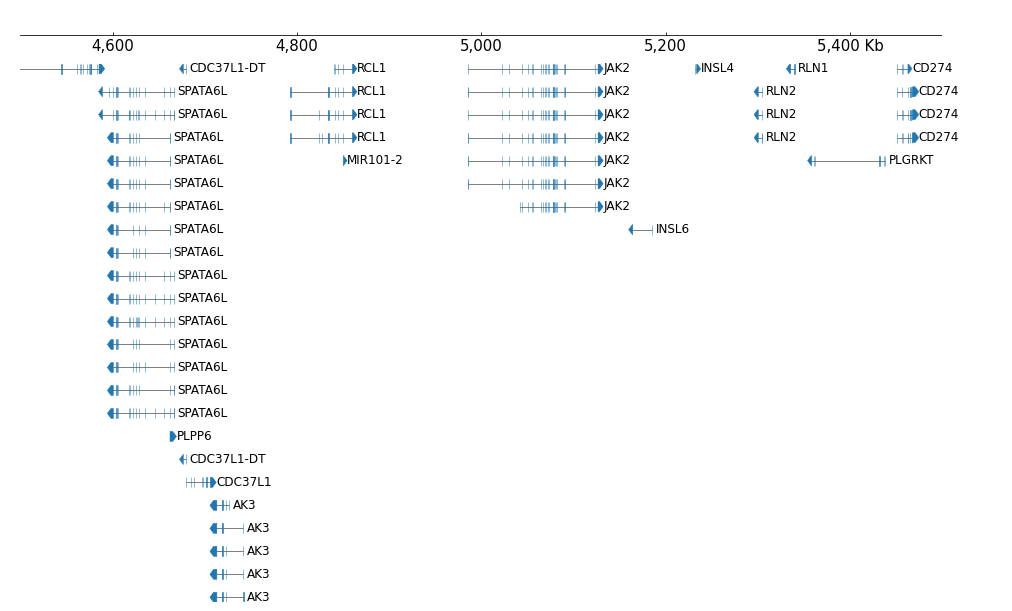 4,600 4,800 5,000 5,200 5,400 Kb
CDC37L1-DT RCL1 JAK2 INSL4 RLN1 CD274
SPATA6L RCL1 JAK2 RLN2 CD274
SPATA6L RCL1 JAK2 RLN2 CD274
SPATA6L RCL1 JAK2 RLN2 CD274
SPATA6L MIR101-2 JAK2 PLGRKT
SPATA6L JAK2
SPATA6L JAK2
SPATA6L INSL6
SPATA6L
SPATA6L
SPATA6L
SPATA6L
SPATA6L
SPATA6L
SPATA6L
SPATA6L
PLPP6
CDC37L1-DT
CDC37L1
AK3
AK3
AK3
AK3
AK3